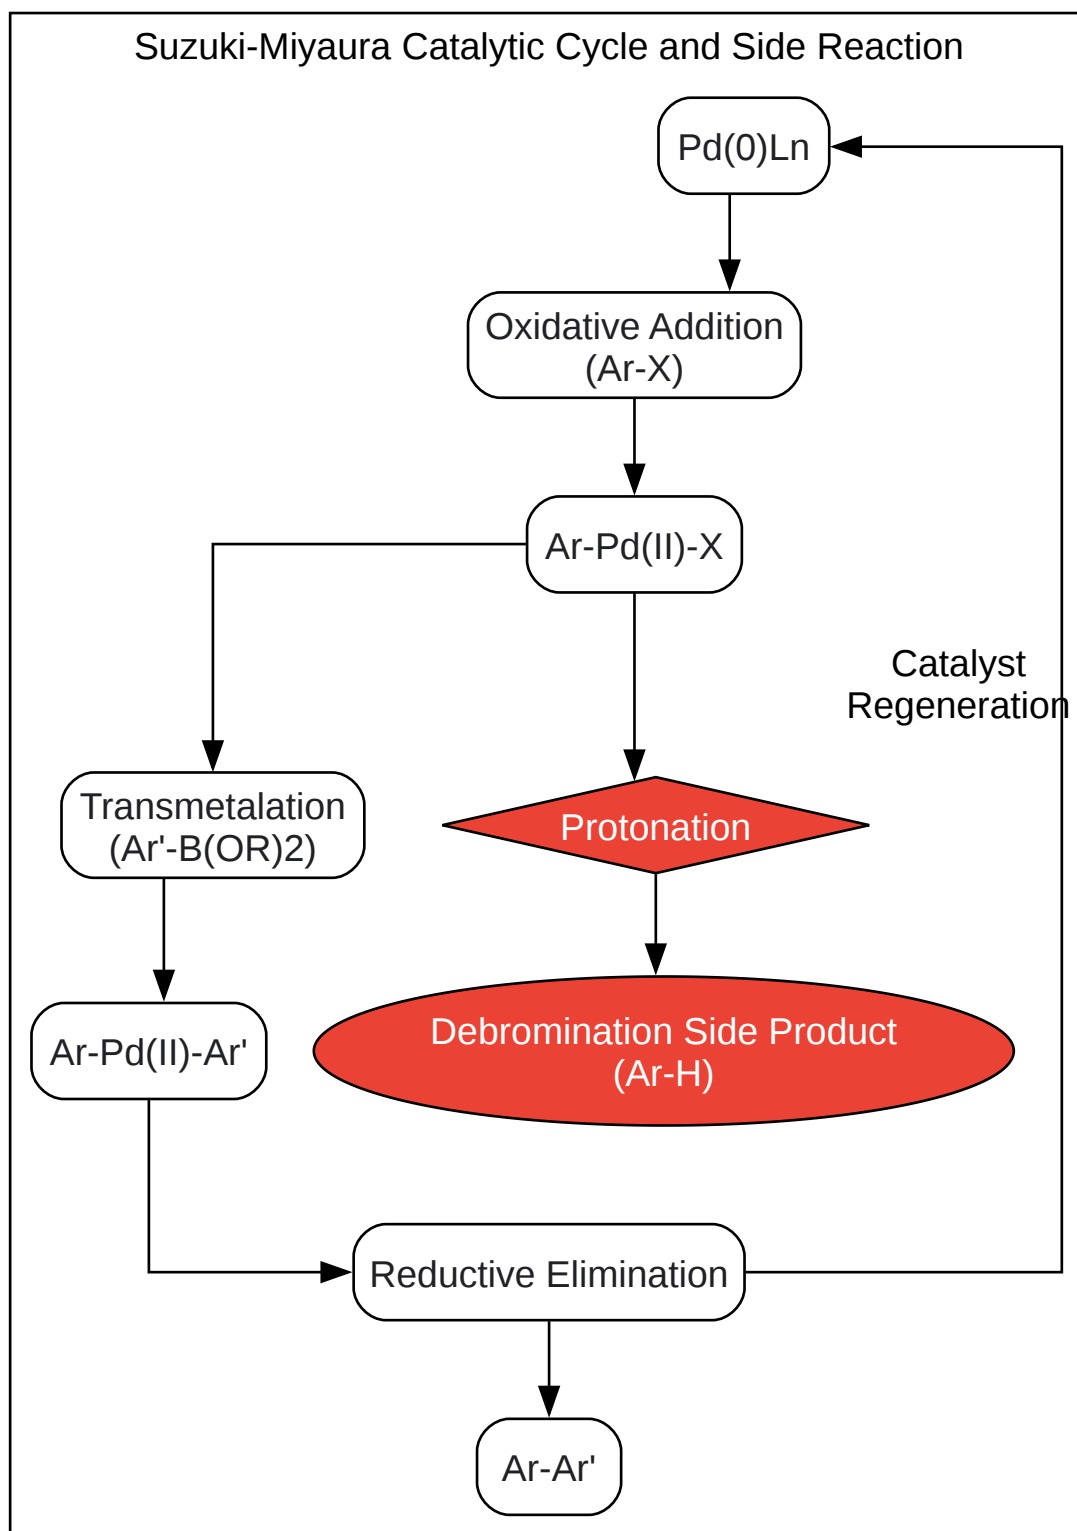 Suzuki-Miyaura Catalytic Cycle and Side Reaction
Pd(0)Ln
Oxidative Addition
(Ar-X)
Ar-Pd(II)-X
Catalyst
Regeneration
Transmetalation
(Ar'-B(OR)2)
Protonation
Ar-Pd(II)-Ar'
Debromination Side Product
(Ar-H)
Reductive Elimination
Ar-Ar'